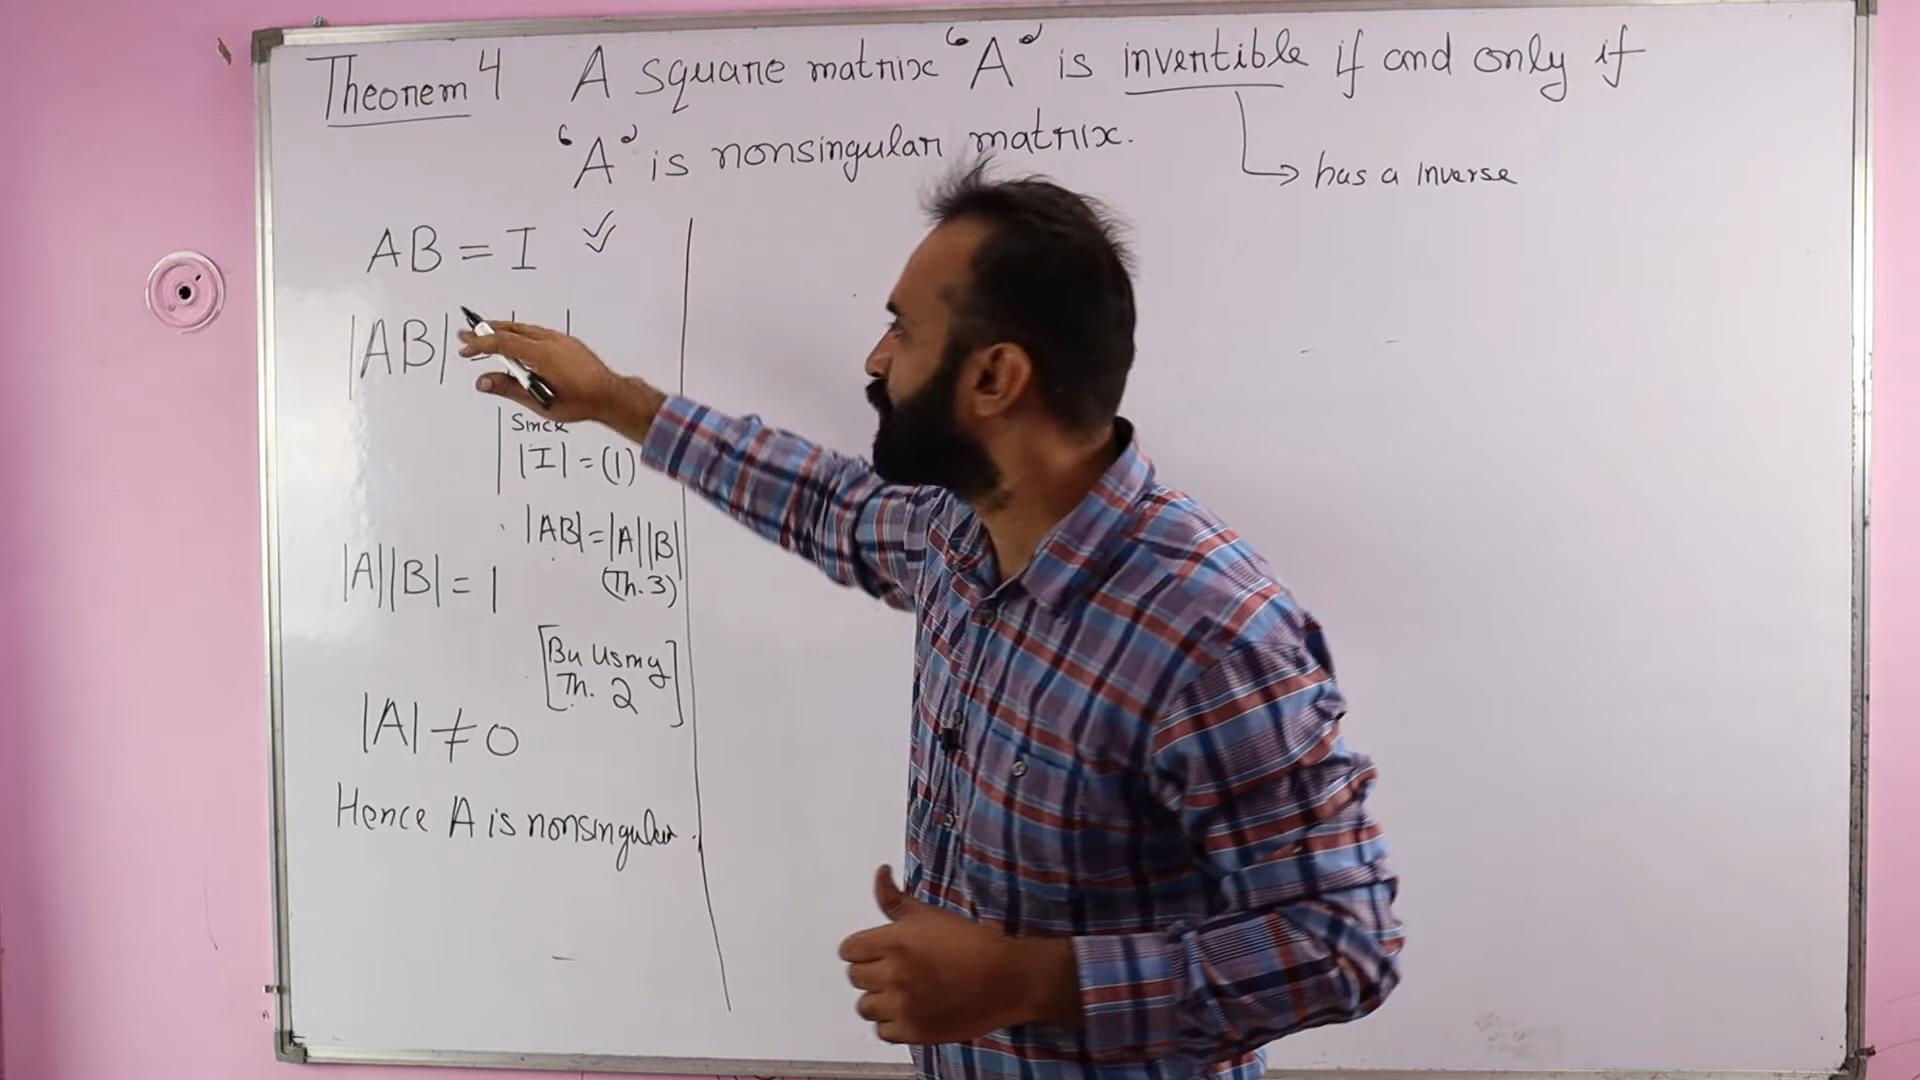 Theorem 4 A square matrix "A" is invertible if and only if
'A' is nonsingular matrix.
→ has a inverse
AB = I
|AB| =
Since
|I| = (1)
|AB| = |A||B|
(Th. 3)
|A||B| = 1
[By Using
Th. 2]
|A| ≠ 0
Hence A is nonsingular.